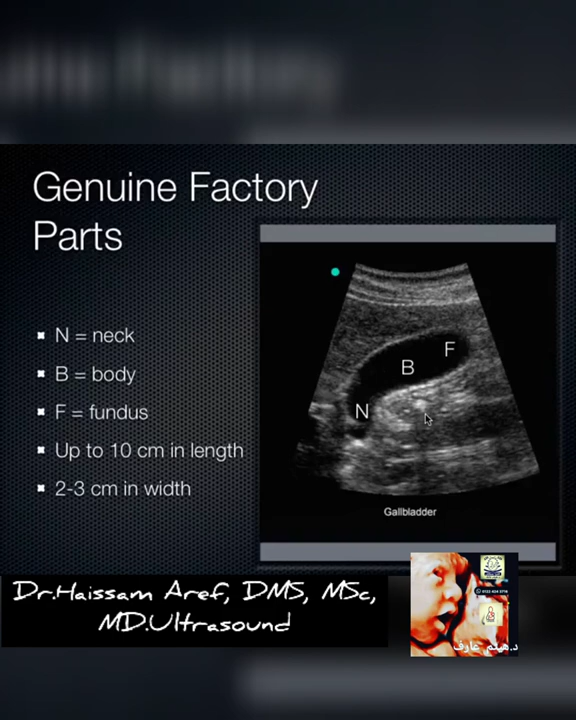 Genuine Factory
Parts
N = neck
B = body
F = fundus
Up to 10 cm in length
2-3 cm in width
F
B
N
Gallbladder
Dr.Haissam Aref, DMS, MSc,
MD.Ultrasound
د.هيثم عارف